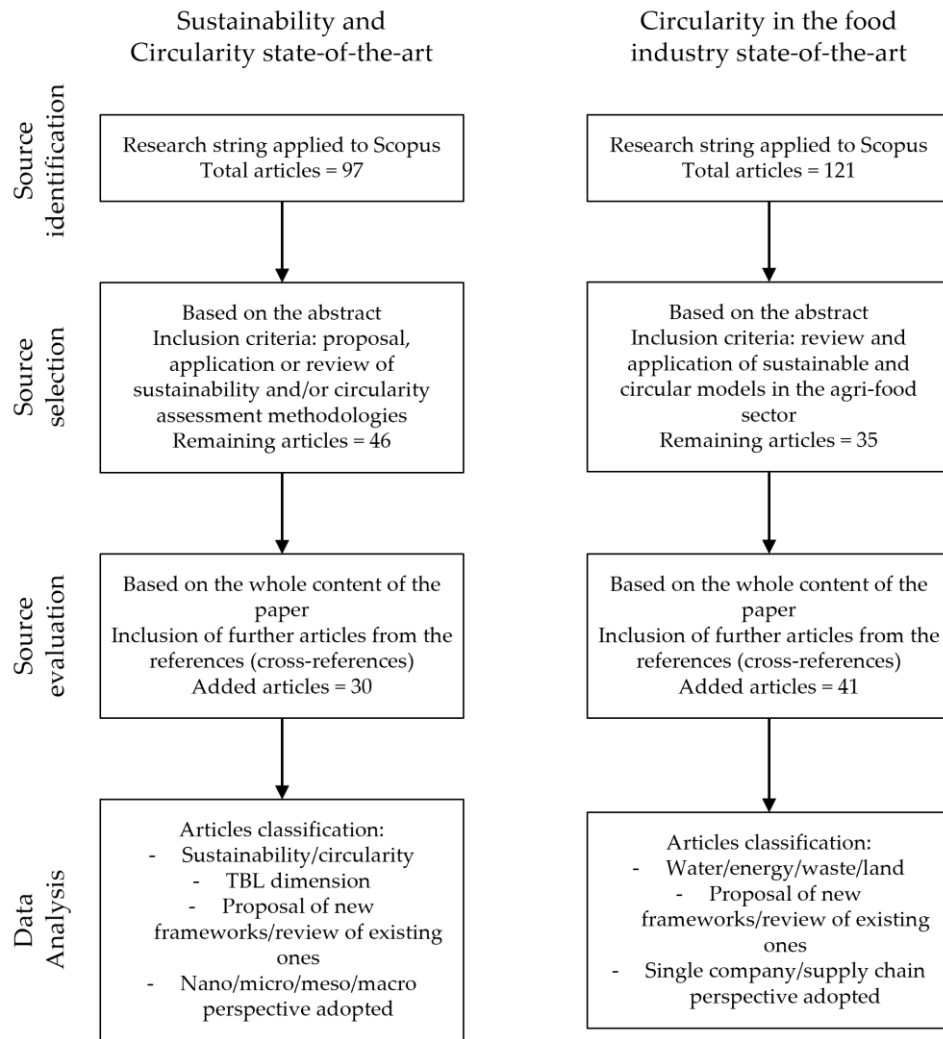 Sustainability and
Circularity state-of-the-art
Circularity in the food
industry state-of-the-art
Source
identification
Research string applied to Scopus
Total articles = 97
Research string applied to Scopus
Total articles = 121
Source
selection
Based on the abstract
Inclusion criteria: proposal,
application or review of
sustainability and/or circularity
assessment methodologies
Remaining articles = 46
Based on the abstract
Inclusion criteria: review and
application of sustainable and
circular models in the agri-food
sector
Remaining articles = 35
Source
evaluation
Based on the whole content of the
paper
Inclusion of further articles from the
references (cross-references)
Added articles = 30
Based on the whole content of the
paper
Inclusion of further articles from the
references (cross-references)
Added articles = 41
Data
Analysis
Articles classification:
- Sustainability/circularity
- TBL dimension
- Proposal of new
frameworks/review of existing
ones
- Nano/micro/meso/macro
perspective adopted
Articles classification:
- Water/energy/waste/land
- Proposal of new
frameworks/review of existing
ones
- Single company/supply chain
perspective adopted